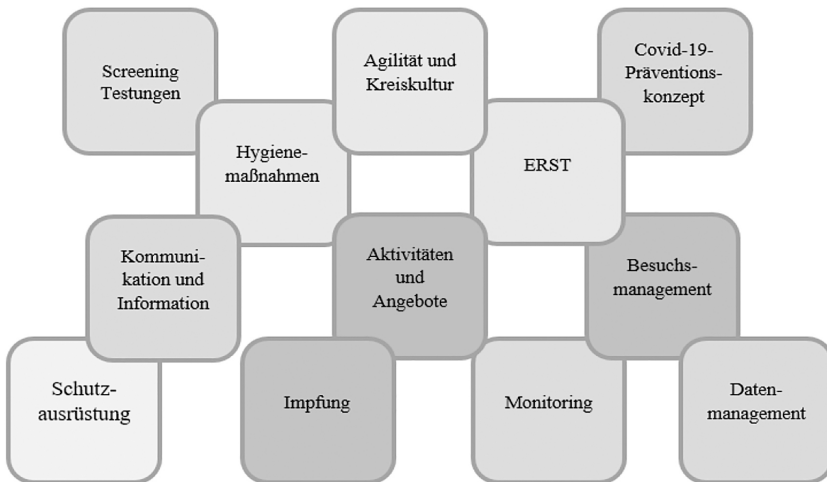 Screening
Testungen
Agilität und
Kreiskultur
Covid-19-
Präventions-
konzept
Hygiene-
maßnahmen
ERST
Kommuni-
kation und
Information
Aktivitäten
und
Angebote
Besuchs-
management
Schutz-
ausrüstung
Impfung
Monitoring
Daten-
management